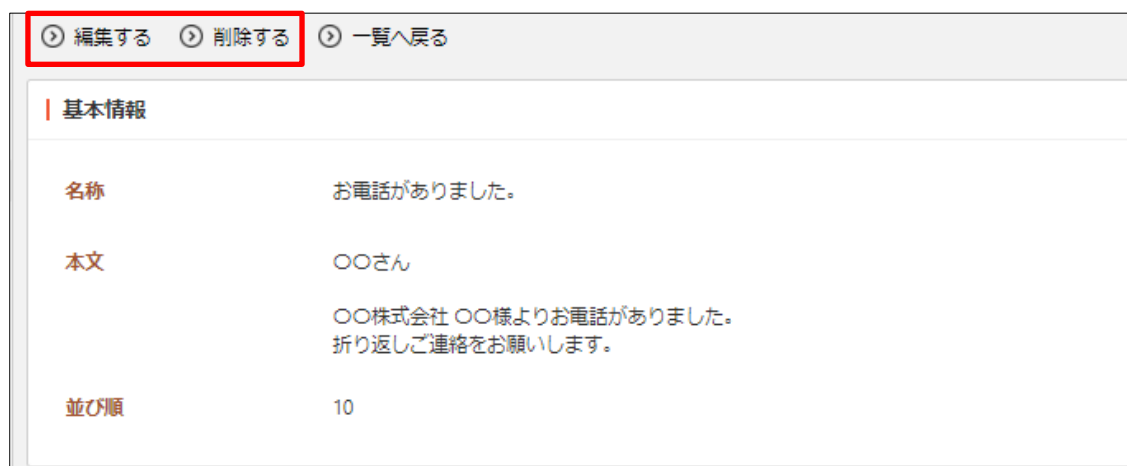 編集する 削除する 一覧へ戻る
基本情報
名称 お電話がありました。
本文 〇〇さん
〇〇株式会社 〇〇様よりお電話がありました。
折り返しご連絡をお願いします。
並び順 10